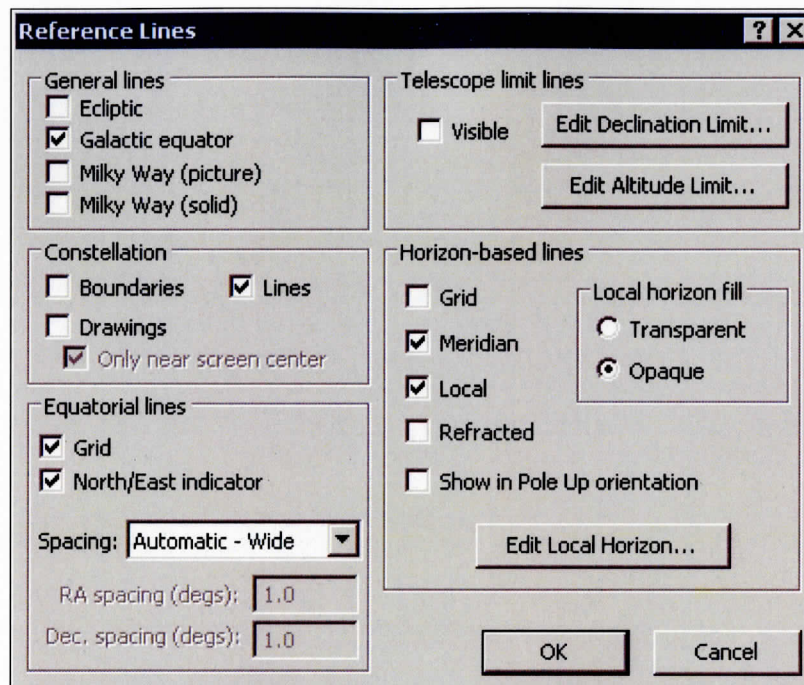 Reference Lines
General lines
Ecliptic
Galactic equator
Milky Way (picture)
Milky Way (solid)
Constellation
Boundaries Lines
Drawings
Only near screen center
Equatorial lines
Grid
North/East indicator
Spacing: Automatic - Wide
RA spacing (degs): 1.0
Dec. spacing (degs): 1.0
Telescope limit lines
Visible
Edit Declination Limit...
Edit Altitude Limit...
Horizon-based lines
Grid
Meridian
Local
Refracted
Show in Pole Up orientation
Local horizon fill
Transparent
Opaque
Edit Local Horizon...
OK
Cancel